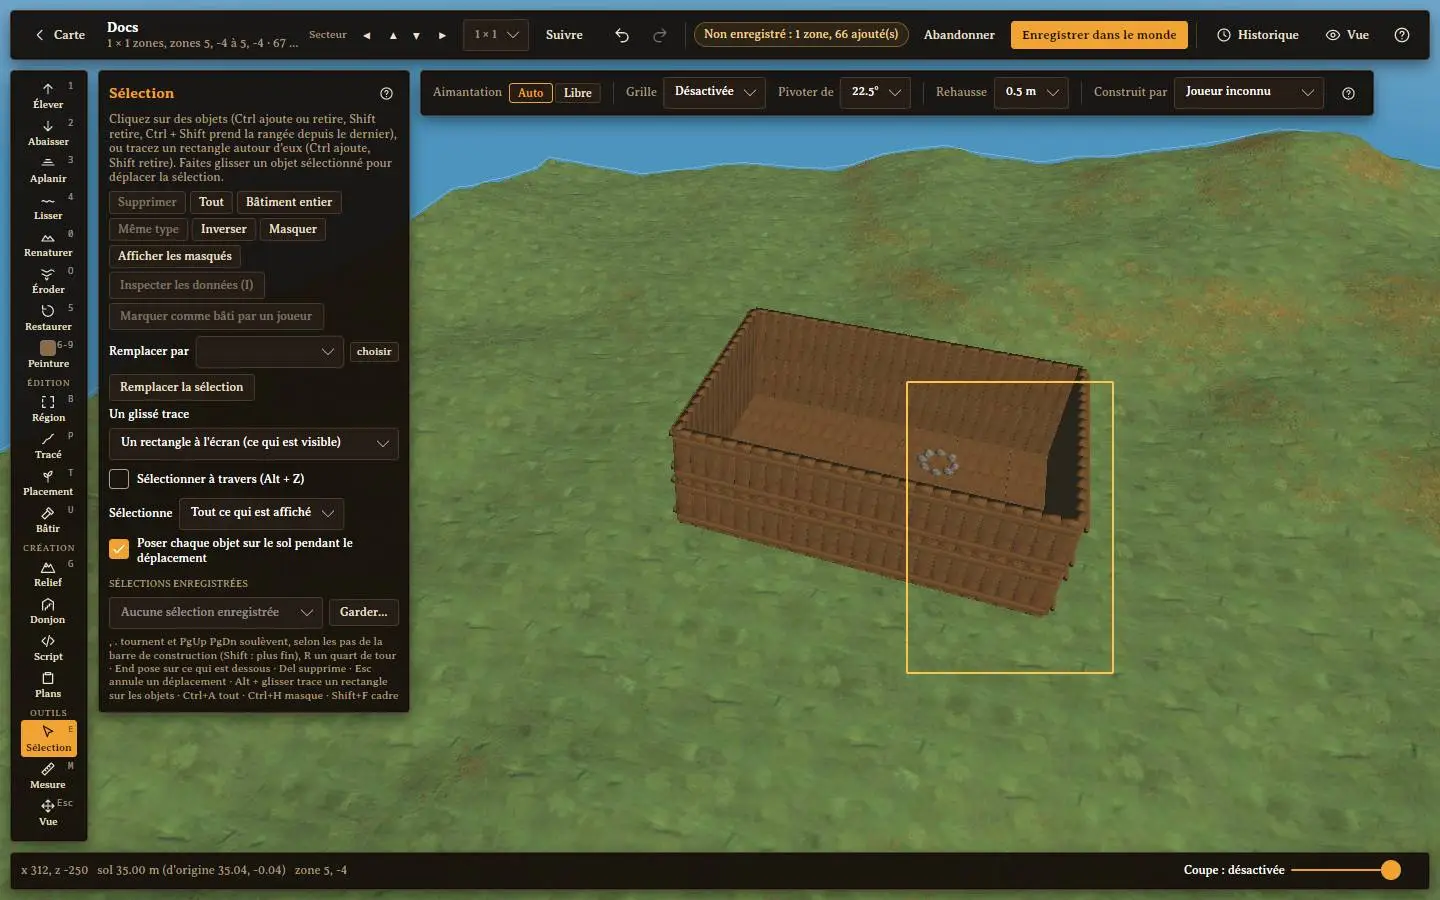 Carte
Docs
1 × 1 zones, zones 5, -4 à 5, -4 · 67 ...
Secteur
1 × 1
Suivre
Non enregistré : 1 zone, 66 ajouté(s)
Abandonner
Enregistrer dans le monde
Historique
Vue
1
Élever
2
Abaisser
3
Aplanir
4
Lisser
0
Renaturer
O
Éroder
5
Restaurer
6-9
Peinture
ÉDITION
B
Région
P
Tracé
T
Placement
U
Bâtir
CRÉATION
G
Relief
Donjon
Script
Plans
OUTILS
E
Sélection
M
Mesure
Esc
Vue
Sélection
Cliquez sur des objets (Ctrl ajoute ou retire, Shift
retire, Ctrl + Shift prend la rangée depuis le dernier),
ou tracez un rectangle autour d'eux (Ctrl ajoute,
Shift retire). Faites glisser un objet sélectionné pour
déplacer la sélection.
Supprimer
Tout
Bâtiment entier
Même type
Inverser
Masquer
Afficher les masqués
Inspecter les données (I)
Marquer comme bâti par un joueur
Remplacer par
choisir
Remplacer la sélection
Un glissé trace
Un rectangle à l'écran (ce qui est visible)
Sélectionner à travers (Alt + Z)
Sélectionne
Tout ce qui est affiché
Poser chaque objet sur le sol pendant le
déplacement
SÉLECTIONS ENREGISTRÉES
Aucune sélection enregistrée
Garder...
, . tournent et PgUp PgDn soulèvent, selon les pas de la
barre de construction (Shift : plus fin), R un quart de tour
· End pose sur ce qui est dessous · Del supprime · Esc
annule un déplacement · Alt + glisser trace un rectangle
sur les objets · Ctrl+A tout · Ctrl+H masque · Shift+F cadre
Aimantation
Auto
Libre
Grille
Désactivée
Pivoter de
22.5°
Rehausse
0.5 m
Construit par
Joueur inconnu
x 312, z -250 sol 35.00 m (d'origine 35.04, -0.04) zone 5, -4
Coupe : désactivée